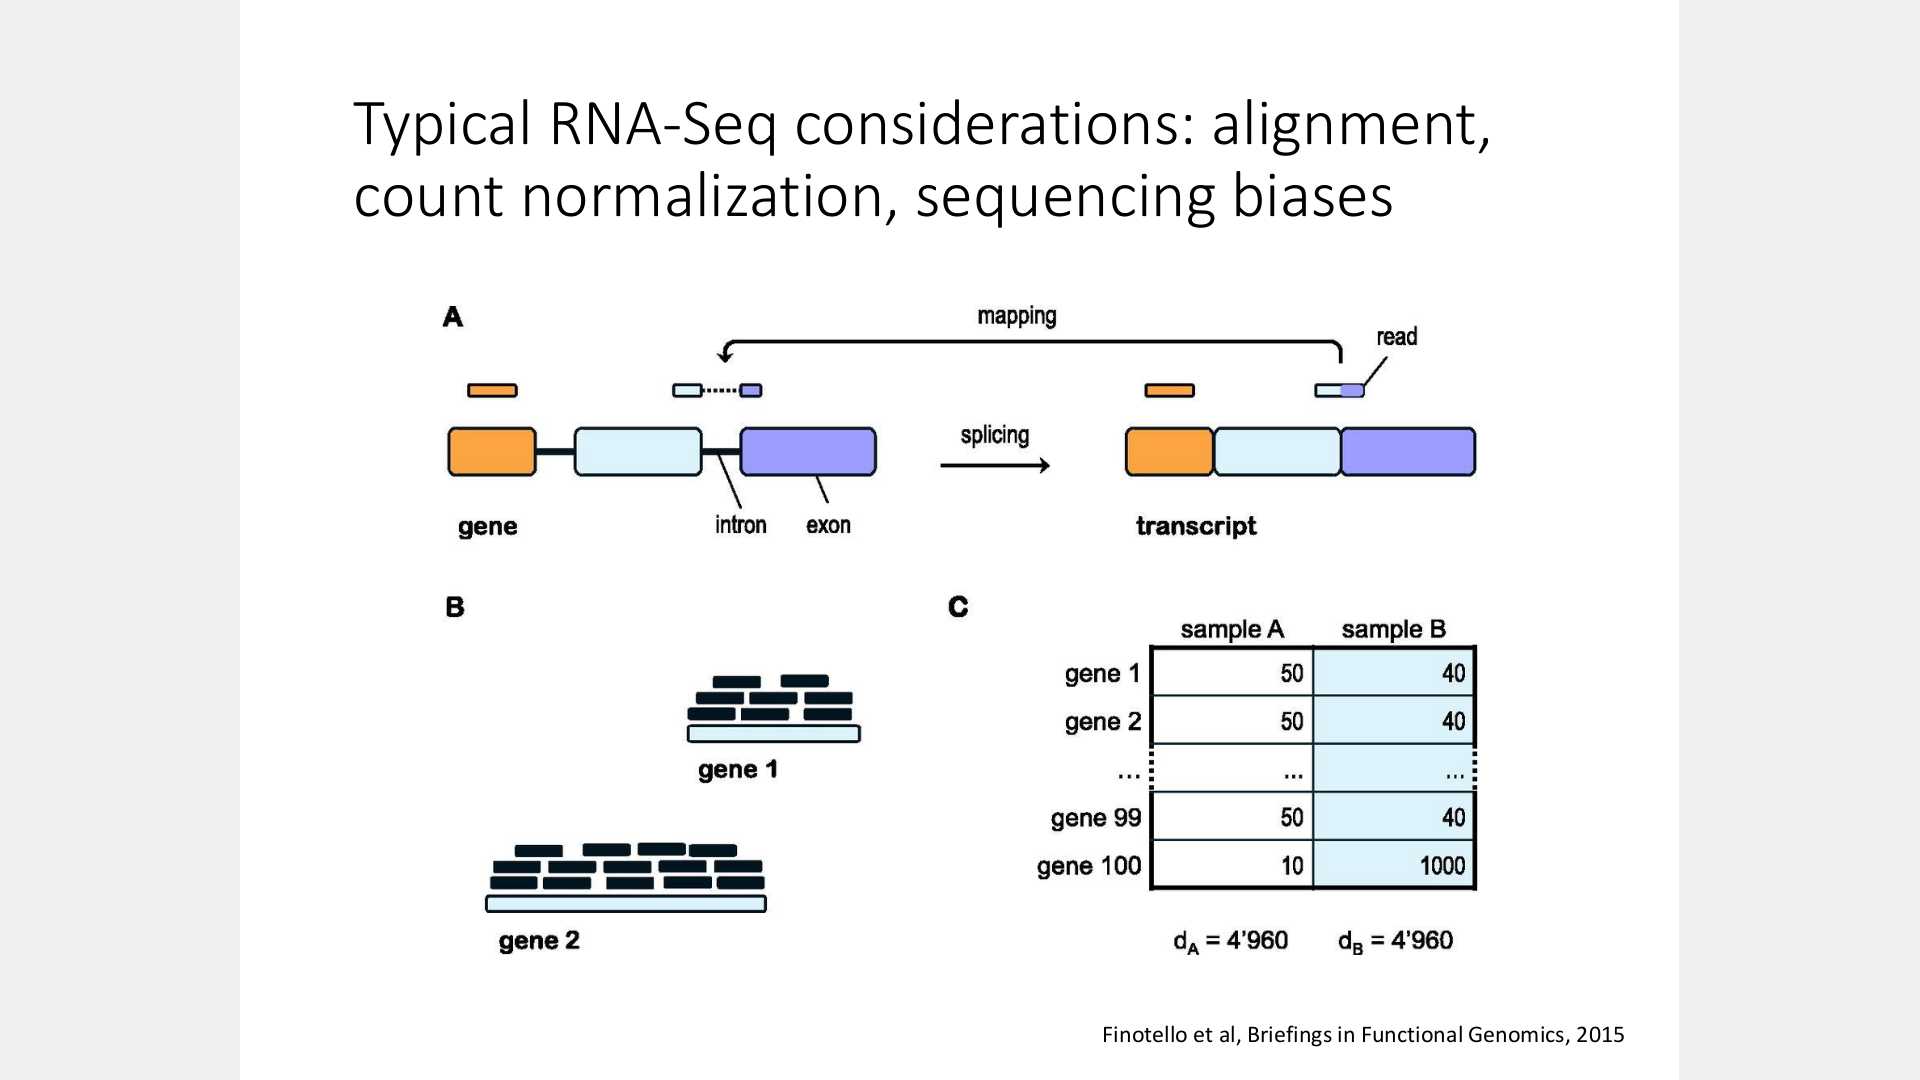 Typical RNA-Seq considerations: alignment,
count normalization, sequencing biases
A
mapping
read
splicing
intron exon
gene
transcript
B
gene 1
gene 2
C
sample A sample B
gene 1 50 40
gene 2 50 40
... ... ...
gene 99 50 40
gene 100 10 1000
dA = 4’960 dB = 4’960
Finotello et al, Briefings in Functional Genomics, 2015